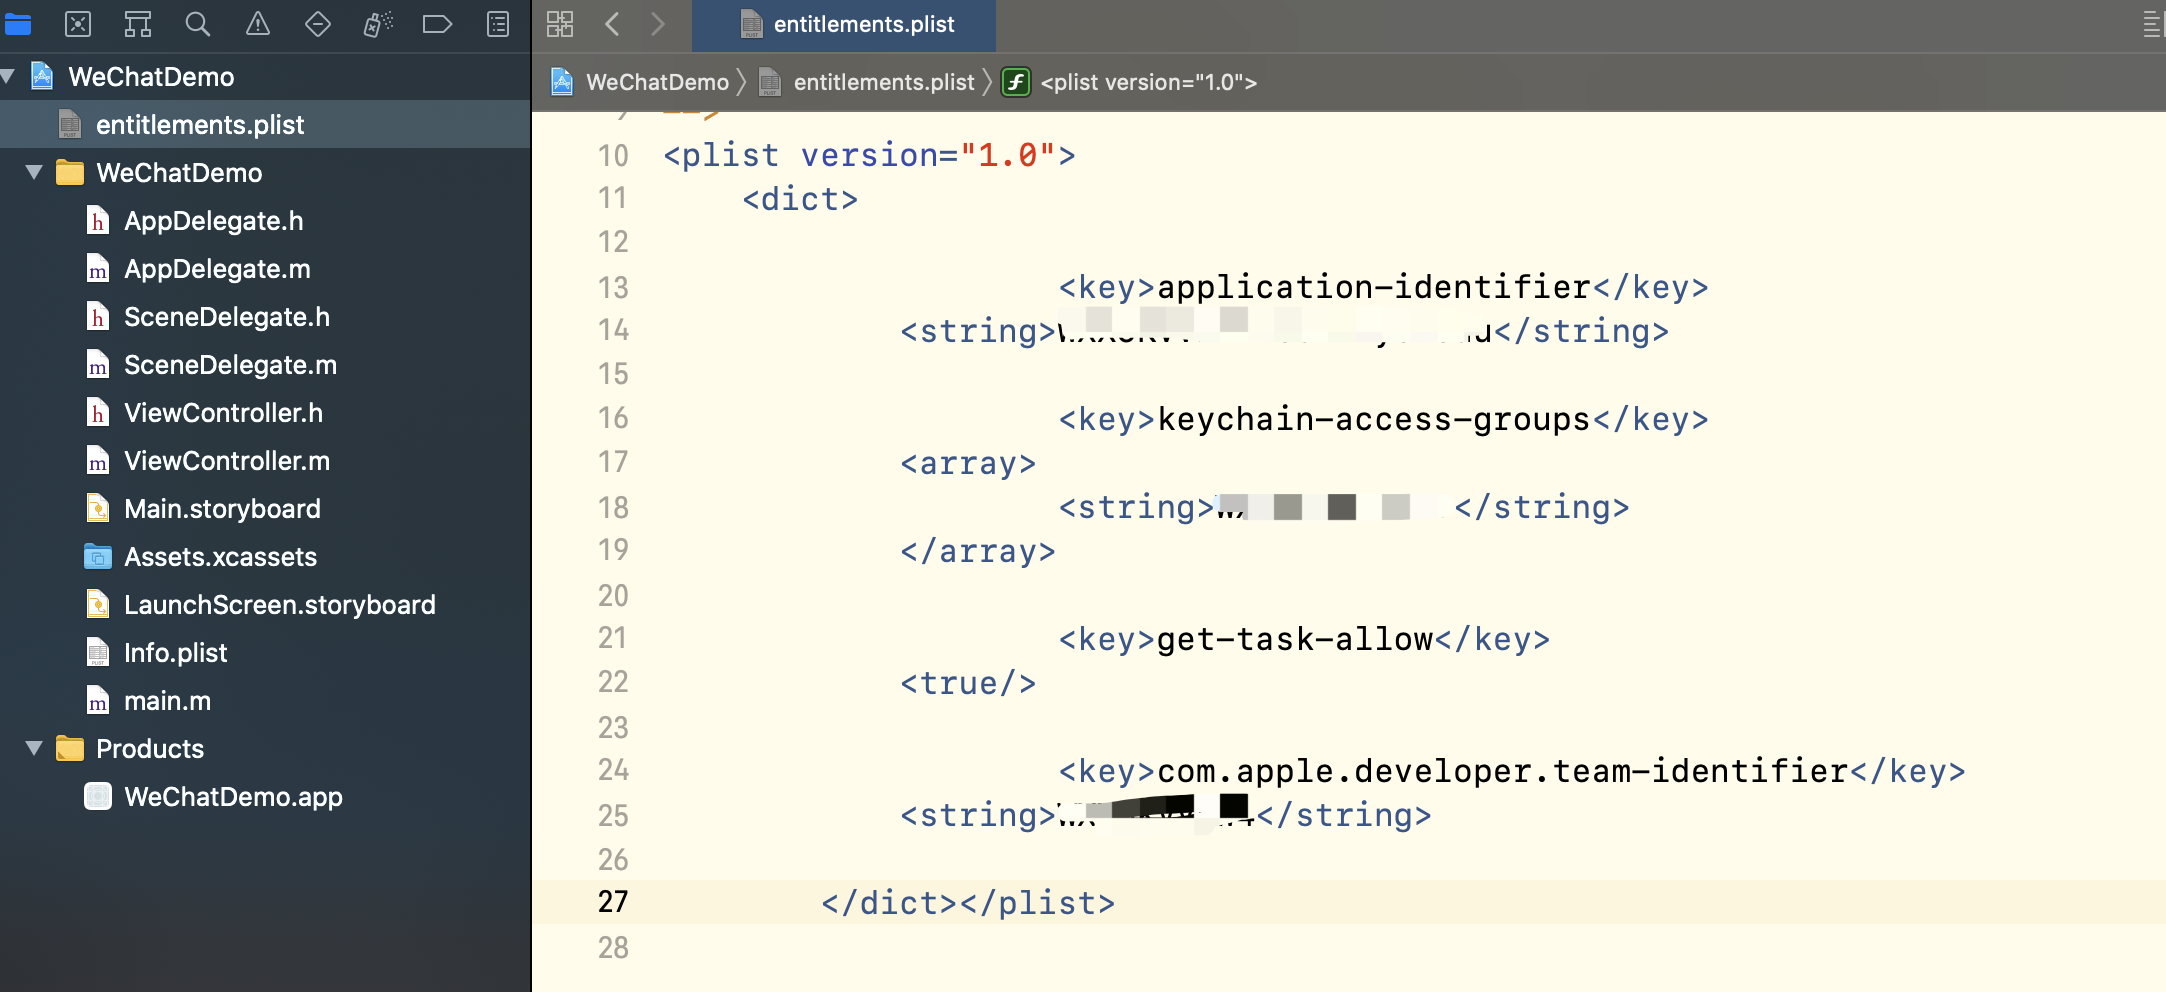 WeChatDemo
entitlements.plist
WeChatDemo
AppDelegate.h
AppDelegate.m
SceneDelegate.h
SceneDelegate.m
ViewController.h
ViewController.m
Main.storyboard
Assets.xcassets
LaunchScreen.storyboard
Info.plist
main.m
Products
WeChatDemo.app
entitlements.plist
WeChatDemo 〉 entitlements.plist 〉 <plist version="1.0">
9 -->
10 <plist version="1.0">
11 <dict>
12
13 <key>application-identifier</key>
14 <string></string>
15
16 <key>keychain-access-groups</key>
17 <array>
18 <string></string>
19 </array>
20
21 <key>get-task-allow</key>
22 <true/>
23
24 <key>com.apple.developer.team-identifier</key>
25 <string></string>
26
27 </dict></plist>
28